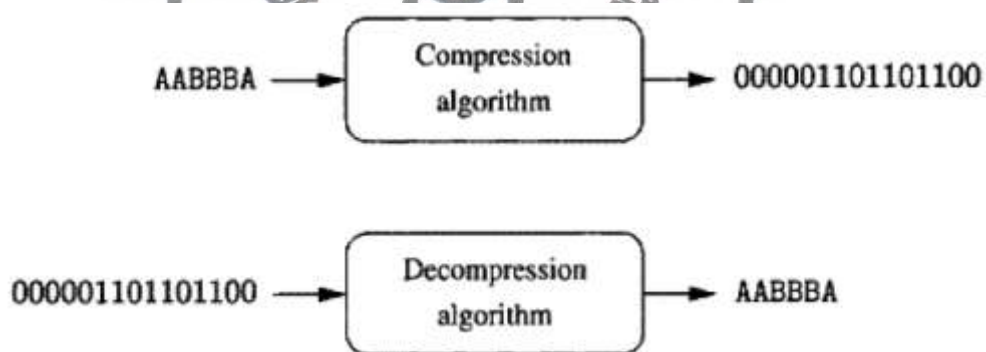 Compression
AABBBA
000001101101100
algorithm
Decompression
000001101101100
AABBBA
algorithm